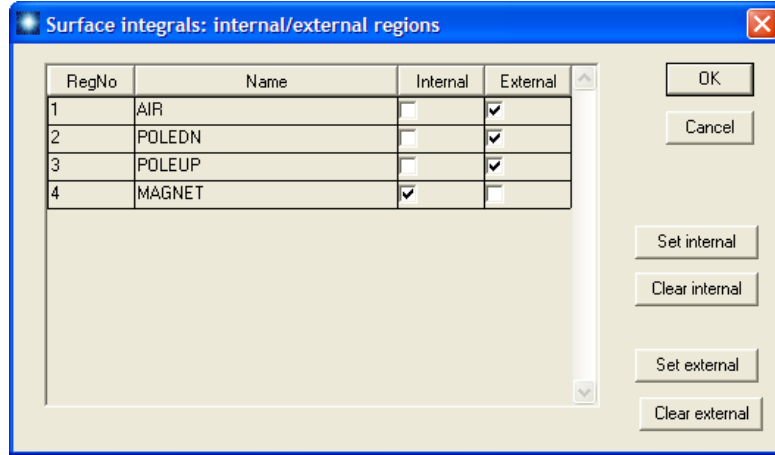 Surface integrals: internal/external regions
RegNo Name Internal External
1 AIR
2 POLEDN
3 POLEUP
4 MAGNET
OK
Cancel
Set internal
Clear internal
Set external
Clear external